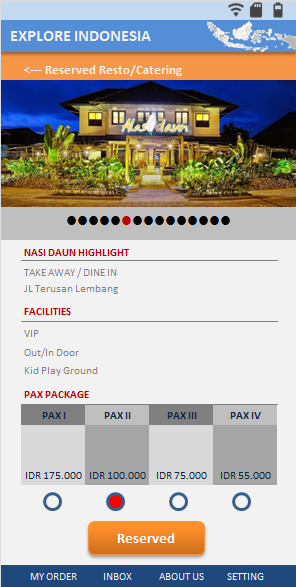 EXPLORE INDONESIA
<--- Reserved Resto/Catering
Nasi daun
NASI DAUN HIGHLIGHT
TAKE AWAY / DINE IN
JL Terusan Lembang
FACILITIES
VIP
Out/In Door
Kid Play Ground
PAX PACKAGE
PAX I PAX II PAX III PAX IV
IDR 175.000 IDR 100.000 IDR 75.000 IDR 55.000
Reserved
MY ORDER INBOX ABOUT US SETTING